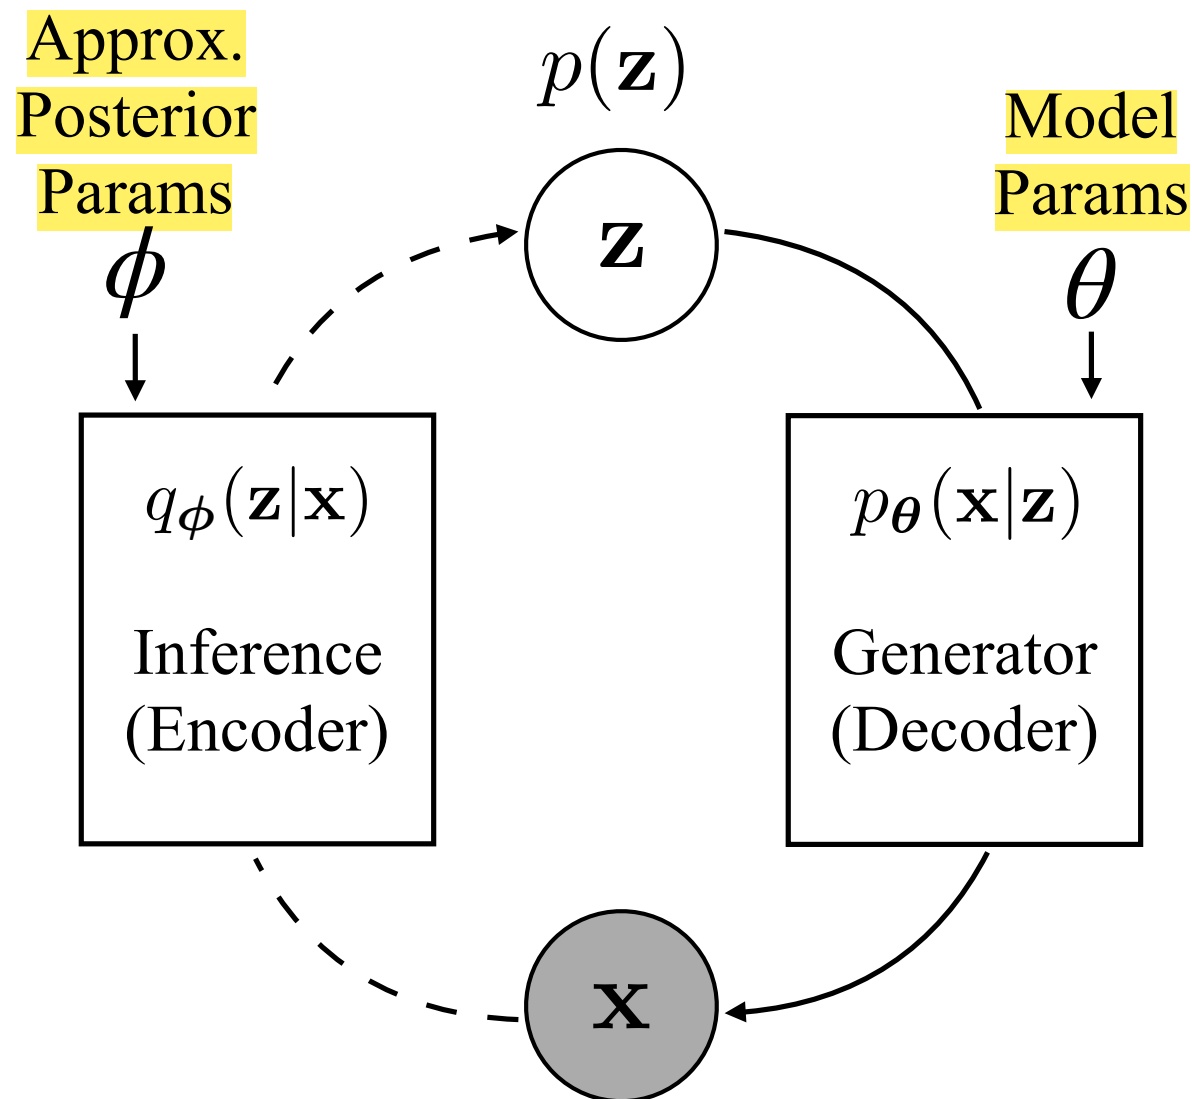 Approx.
Posterior
Params
ϕ
p(z)
z
Model
Params
θ
q_ϕ(z|x)
Inference
(Encoder)
p_θ(x|z)
Generator
(Decoder)
x